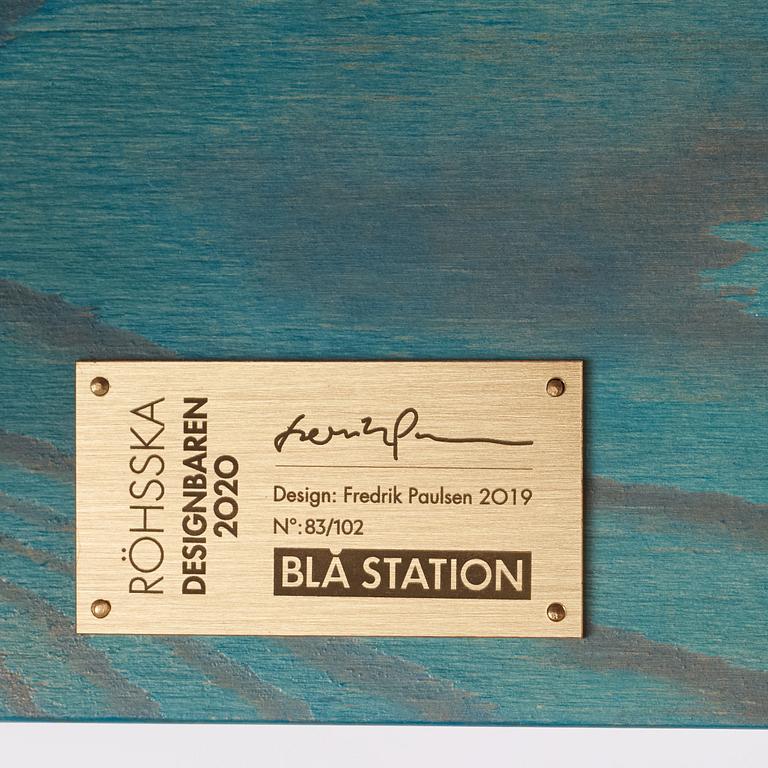 RÖHSSKA
DESIGNBAREN
2020
Design: Fredrik Paulsen 2019
N°:83/102
BLÅ STATION